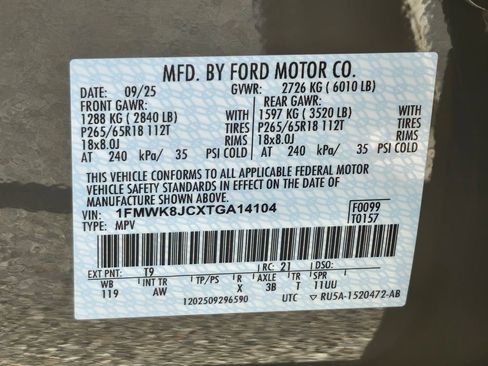 MFD. BY FORD MOTOR CO.
DATE: 09/25 GVWR: 2726 KG ( 6010 LB)
FRONT GAWR: REAR GAWR:
1288 KG ( 2840 LB) WITH 1597 KG ( 3520 LB) WITH
P265/65R18 112T TIRES P265/65R18 112T TIRES
18x8.0J RIMS 18x8.0J RIMS
AT 240 kPa/ 35 PSI COLD AT 240 kPa/ 35 PSI COLD
THIS VEHICLE CONFORMS TO ALL APPLICABLE FEDERAL MOTOR
VEHICLE SAFETY STANDARDS IN EFFECT ON THE DATE OF
MANUFACTURE SHOWN ABOVE.
VIN: 1FMWK8JCXTGA14104 F0099
TYPE: MPV T0157
EXT PNT: T9 RC: 21 DSO:
WB INT TR TP/PS R AXLE TR SPR
119 AW X 3B T 11UU
1202509296590 UTC ▽ RU5A-1520472-AB